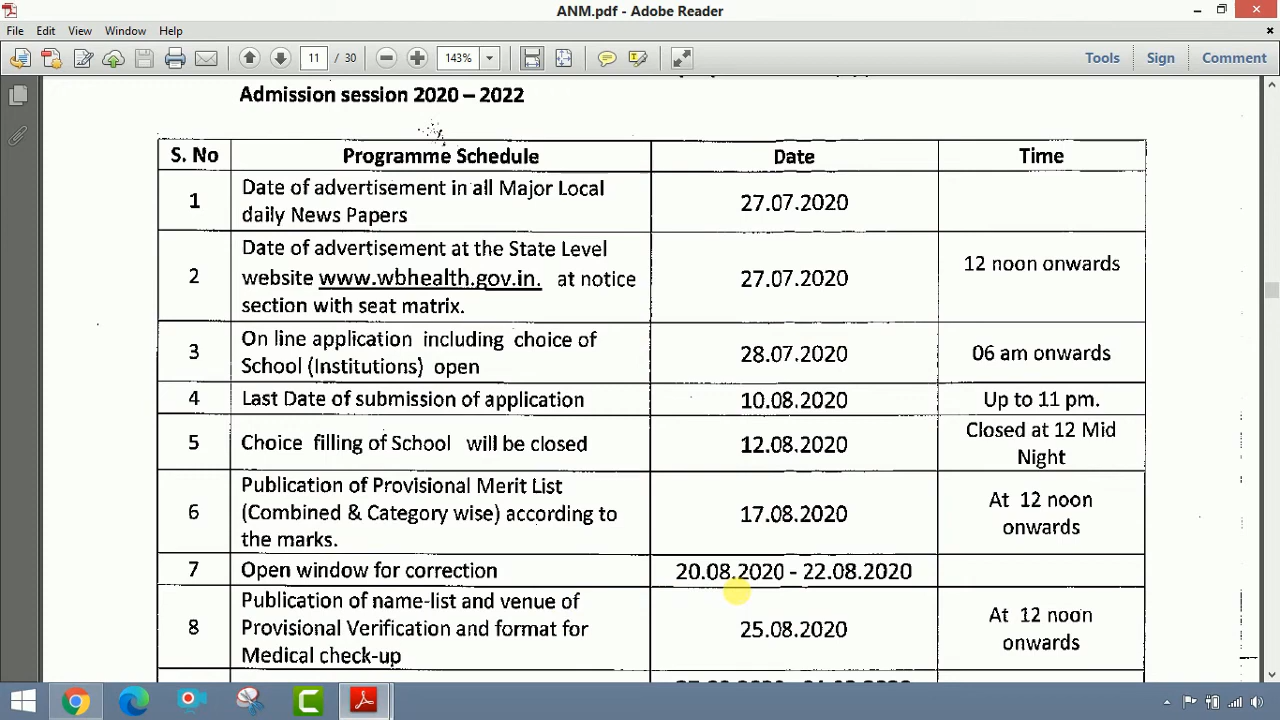 ANM.pdf - Adobe Reader
File Edit View Window Help
11 / 30 143% Tools Sign Comment
Admission session 2020 – 2022
S. No Programme Schedule Date Time
1 Date of advertisement in all Major Local
daily News Papers 27.07.2020
2 Date of advertisement at the State Level
website www.wbhealth.gov.in. at notice
section with seat matrix. 27.07.2020 12 noon onwards
3 On line application including choice of
School (Institutions) open 28.07.2020 06 am onwards
4 Last Date of submission of application 10.08.2020 Up to 11 pm.
5 Choice filling of School will be closed 12.08.2020 Closed at 12 Mid
Night
6 Publication of Provisional Merit List
(Combined & Category wise) according to
the marks. 17.08.2020 At 12 noon
onwards
7 Open window for correction 20.08.2020 - 22.08.2020
8 Publication of name-list and venue of
Provisional Verification and format for
Medical check-up 25.08.2020 At 12 noon
onwards